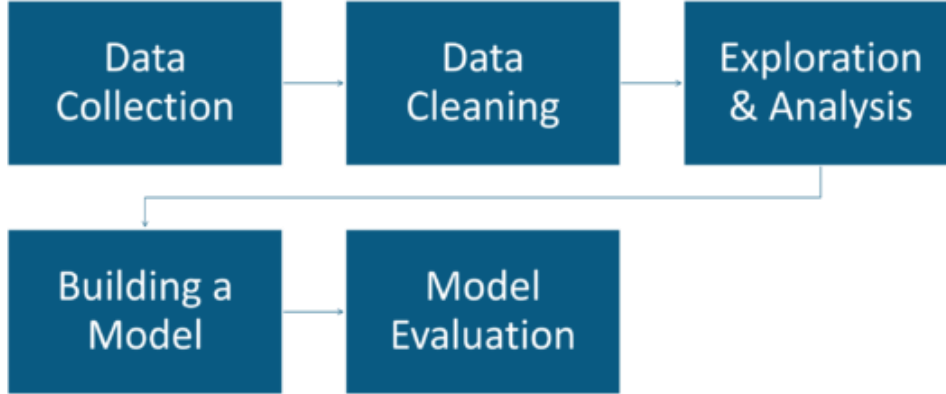 Data
Collection
Data
Cleaning
Exploration
& Analysis
Building a
Model
Model
Evaluation